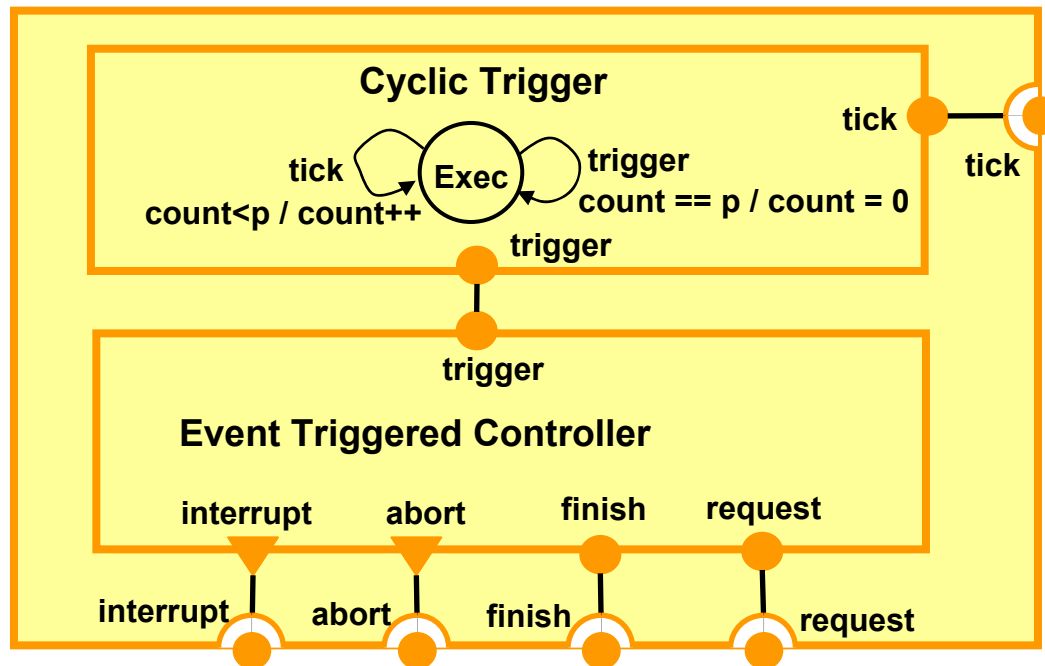 Cyclic Trigger
tick
tick
tick
count<p / count++
Exec
trigger
count == p / count = 0
trigger
trigger
Event Triggered Controller
interrupt
abort
finish
request
interrupt
abort
finish
request